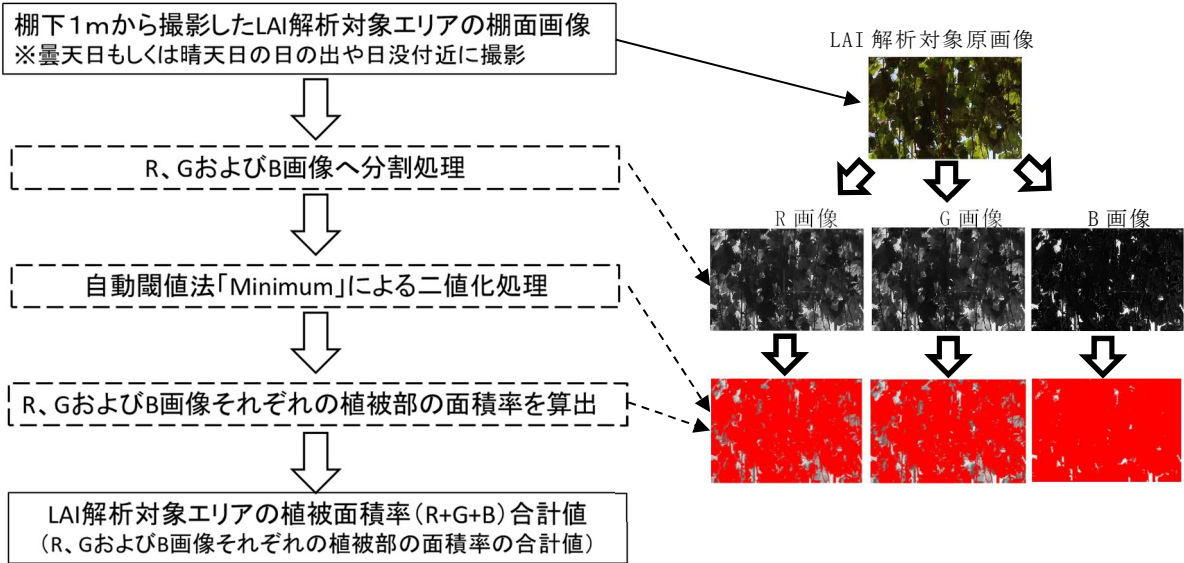 棚下１ｍから撮影したLAI解析対象エリアの棚面画像
※曇天日もしくは晴天日の日の出や日没付近に撮影
R、GおよびB画像へ分割処理
自動閾値法「Minimum」による二値化処理
R、GおよびB画像それぞれの植被部の面積率を算出
LAI解析対象エリアの植被面積率（R+G+B）合計値
（R、GおよびB画像それぞれの植被部の面積率の合計値）
LAI解析対象原画像
R画像 G画像 B画像